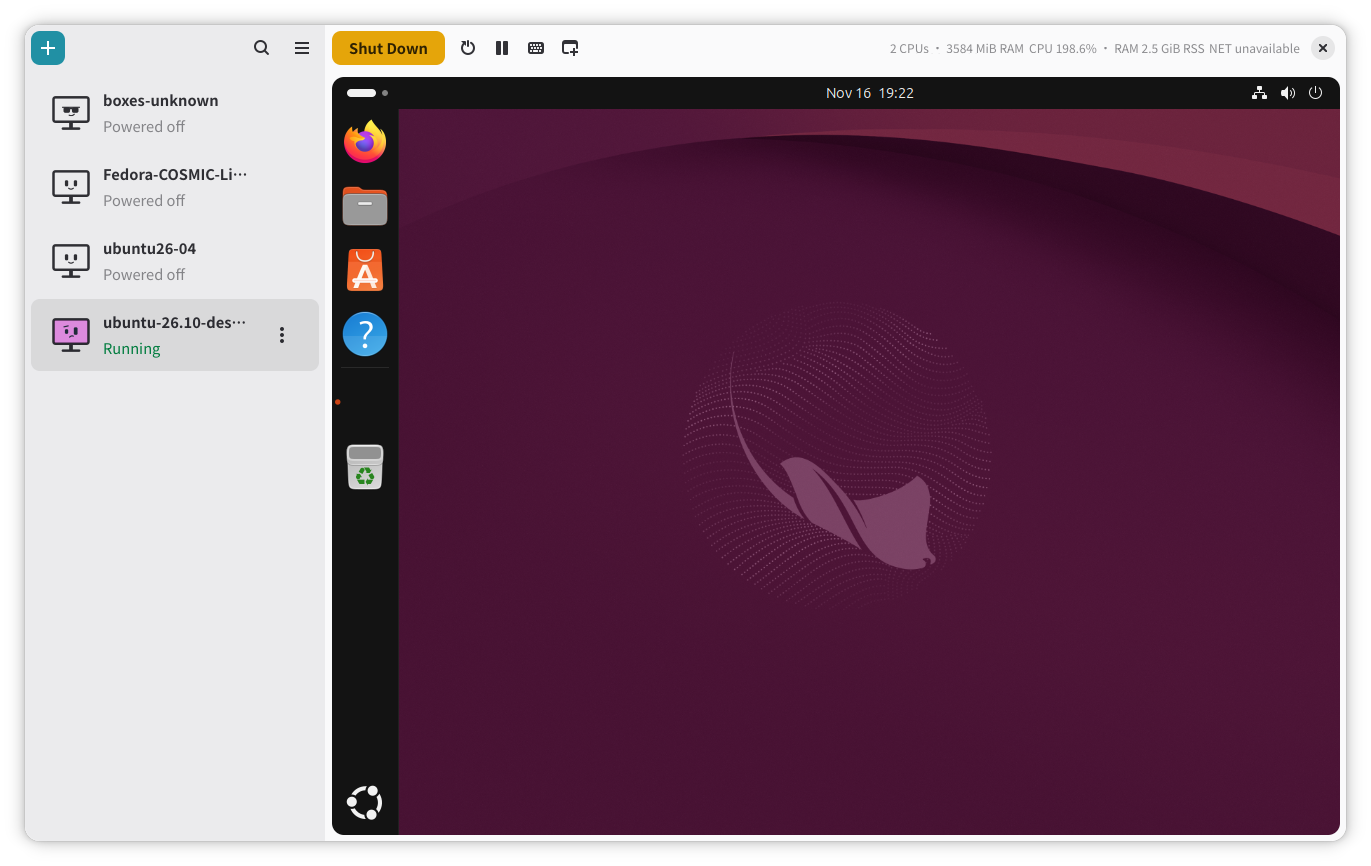 Shut Down
2 CPUs • 3584 MiB RAM CPU 198.6% • RAM 2.5 GiB RSS NET unavailable
boxes-unknown
Powered off
Fedora-COSMIC-Li···
Powered off
ubuntu26-04
Powered off
ubuntu-26.10-des···
Running
Nov 16 19:22